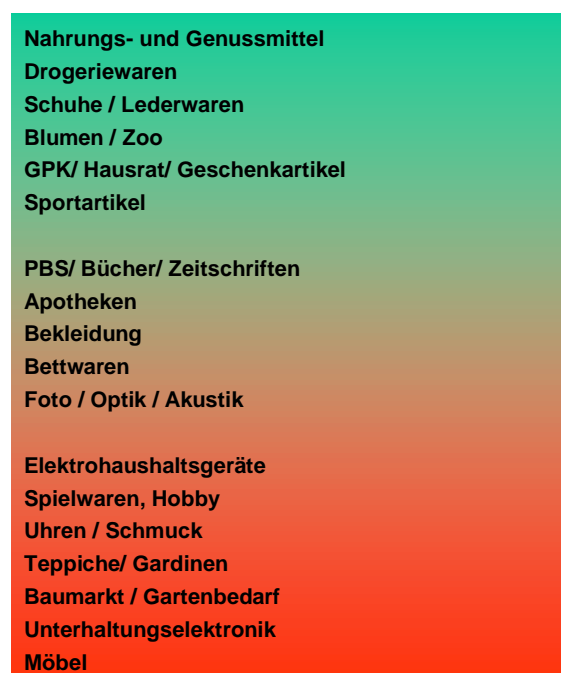 Nahrungs- und Genussmittel
Drogeriewaren
Schuhe / Lederwaren
Blumen / Zoo
GPK/ Hausrat/ Geschenkartikel
Sportartikel
PBS/ Bücher/ Zeitschriften
Apotheken
Bekleidung
Bettwaren
Foto / Optik / Akustik
Elektrohaushaltsgeräte
Spielwaren, Hobby
Uhren / Schmuck
Teppiche/ Gardinen
Baumarkt / Gartenbedarf
Unterhaltungselektronik
Möbel